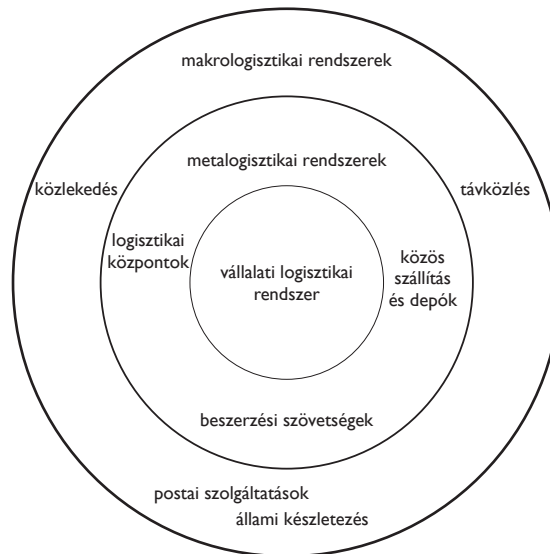 makrologisztikai rendszerek
metalogisztikai rendszerek
közlekedés
távközlés
logisztikai
központok
vállalati logisztikai
rendszer
közös
szállítás
és depók
beszerzési szövetségek
postai szolgáltatások
állami készletezés